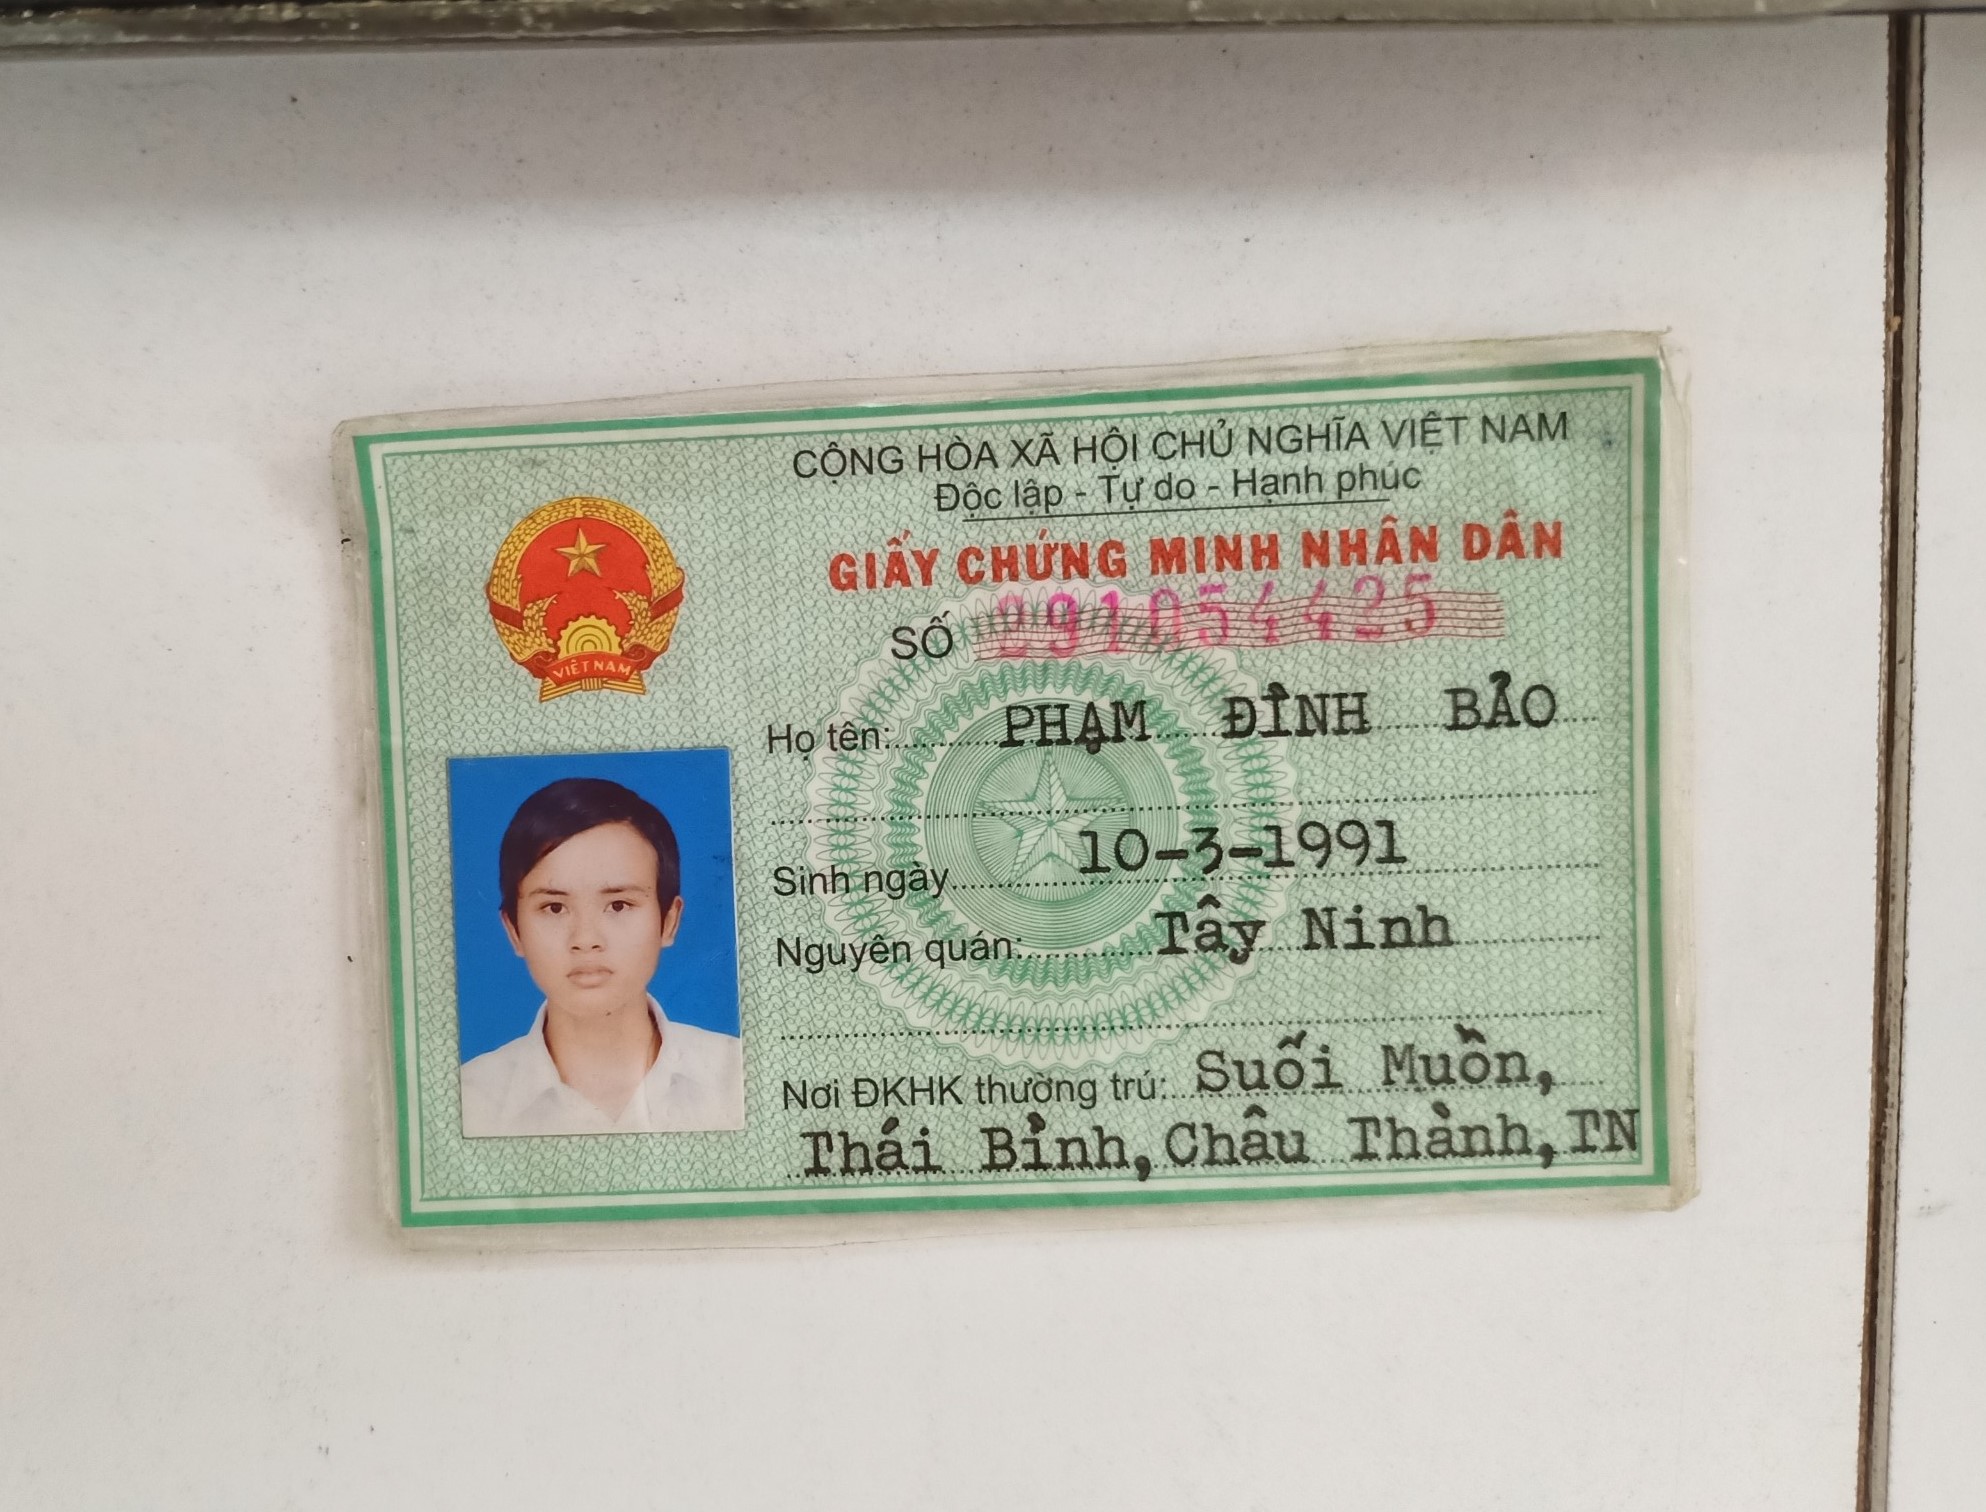 CỘNG HÒA XÃ HỘI CHỦ NGHĨA VIỆT NAM
Độc lập - Tự do - Hạnh phúc
GIẤY CHỨNG MINH NHÂN DÂN
SỐ 291054425
VIỆT NAM
Họ tên: PHẠM ĐÌNH BẢO
Sinh ngày 10-3-1991
Nguyên quán: Tây Ninh
Nơi ĐKHK thường trú: Suối Muồn,
Thái Bình, Châu Thành, TN